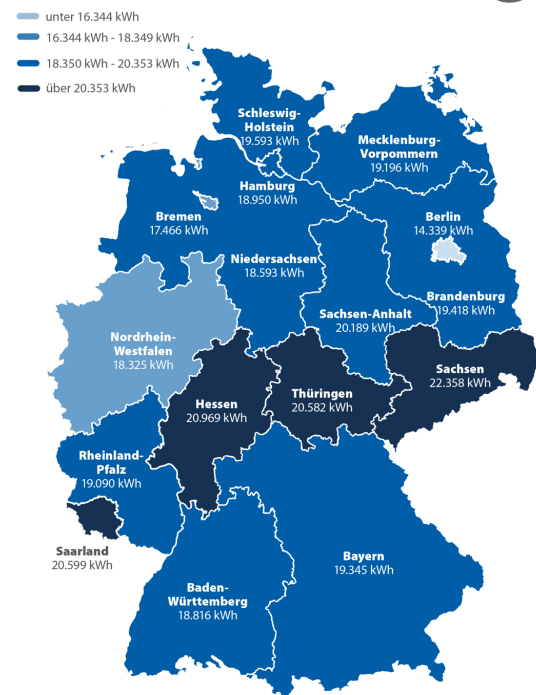 unter 16.344 kWh
16.344 kWh - 18.349 kWh
18.350 kWh - 20.353 kWh
über 20.353 kWh
Schleswig-
Holstein
19.593 kWh
Mecklenburg-
Vorpommern
19.196 kWh
Hamburg
18.950 kWh
Bremen
17.466 kWh
Berlin
14.339 kWh
Niedersachsen
18.593 kWh
Brandenburg
19.418 kWh
Sachsen-Anhalt
20.189 kWh
Nordrhein-
Westfalen
18.325 kWh
Sachsen
22.358 kWh
Thüringen
20.582 kWh
Hessen
20.969 kWh
Rheinland-
Pfalz
19.090 kWh
Saarland
20.599 kWh
Bayern
19.345 kWh
Baden-
Württemberg
18.816 kWh